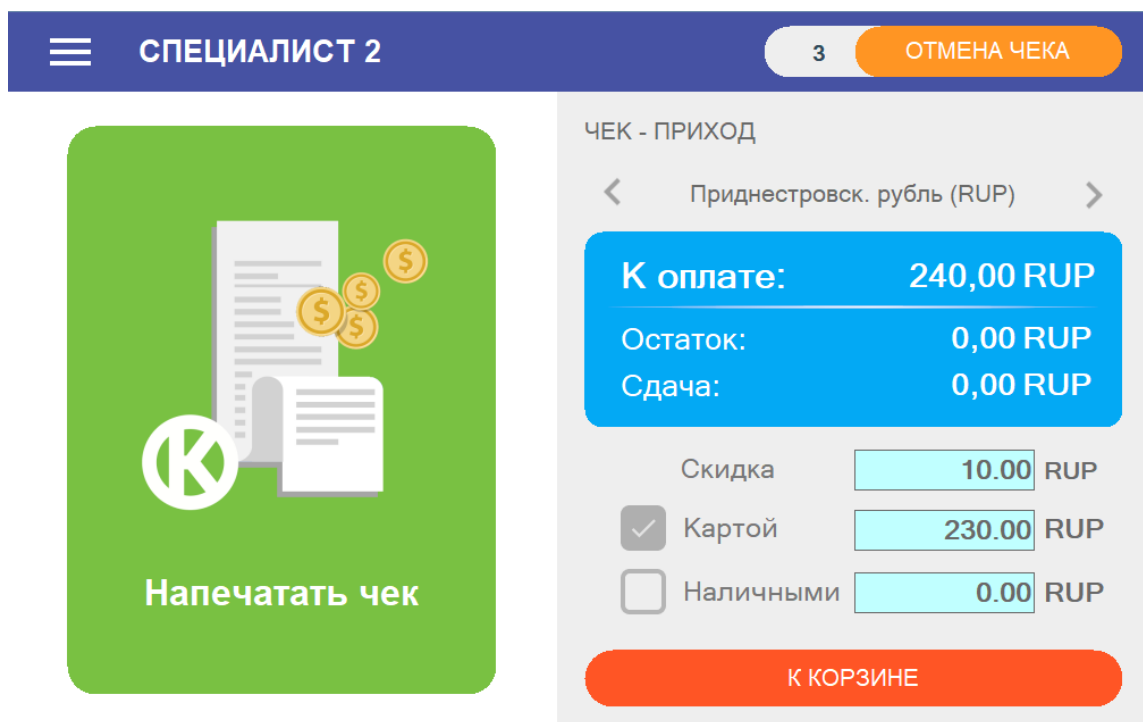 СПЕЦИАЛИСТ 2
3 ОТМЕНА ЧЕКА
ЧЕК - ПРИХОД
Приднестровск. рубль (RUP)
К оплате: 240,00 RUP
Остаток: 0,00 RUP
Сдача: 0,00 RUP
Скидка 10.00 RUP
Картой 230.00 RUP
Наличными 0.00 RUP
К КОРЗИНЕ
$
$
$
$
K
Напечатать чек